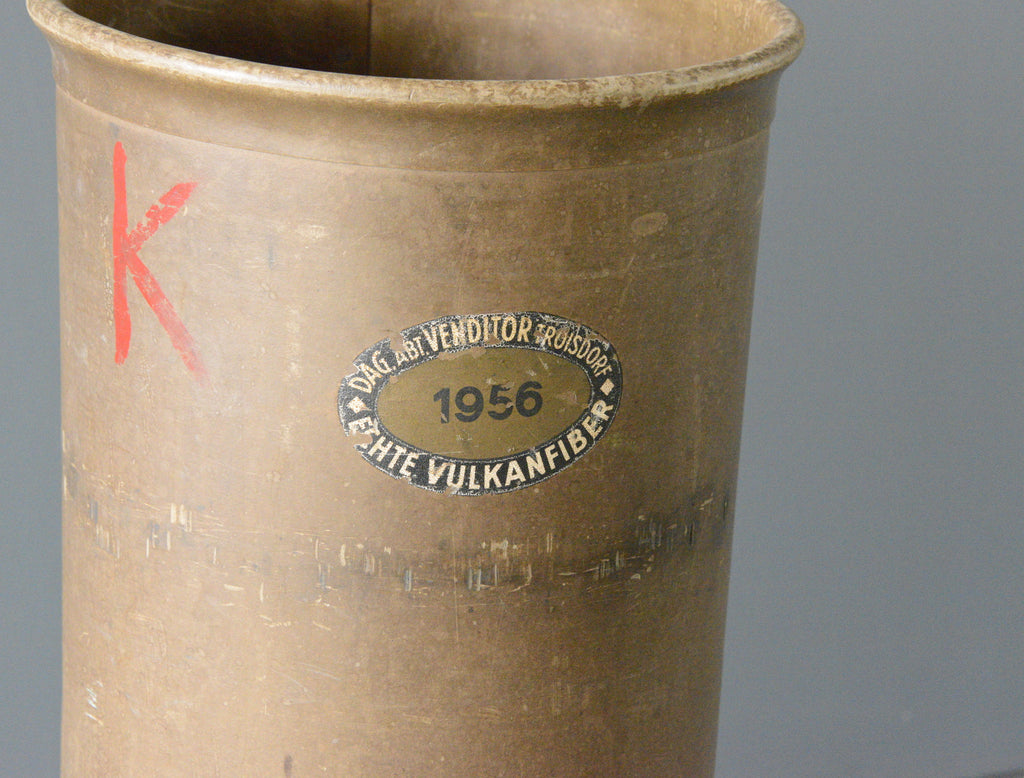 K
DAG ABT VENDITOR TROISDORF
1956
ECHTE VULKANFIBER